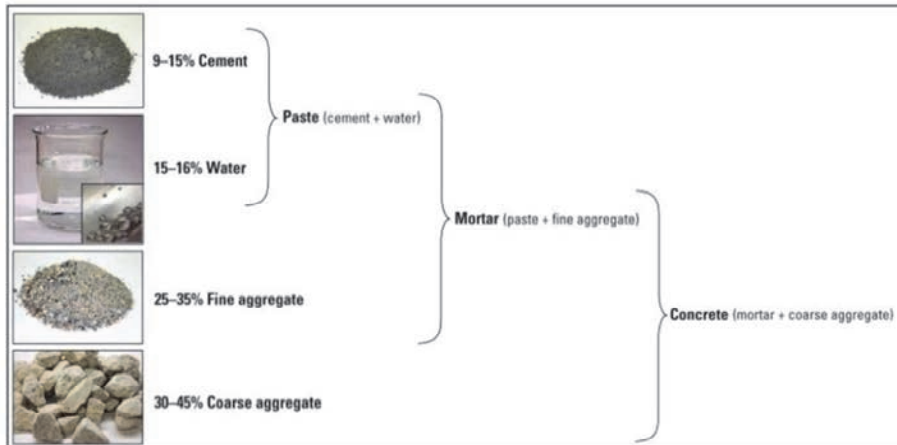 9–15% Cement
Paste (cement + water)
15–16% Water
Mortar (paste + fine aggregate)
25–35% Fine aggregate
Concrete (mortar + coarse aggregate)
30–45% Coarse aggregate